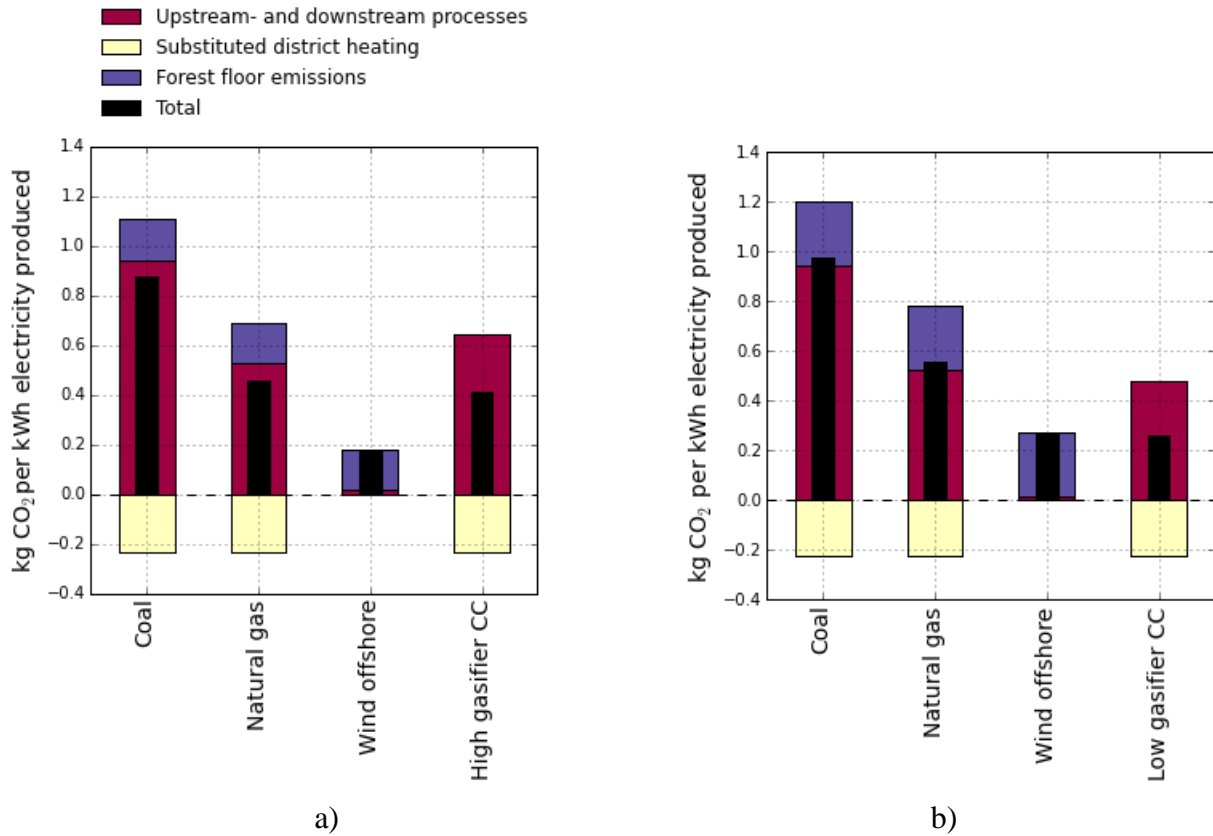 Upstream- and downstream processes
Substituted district heating
Forest floor emissions
Total
kg CO₂ per kWh electricity produced
1.4
1.2
1.0
0.8
0.6
0.4
0.2
0.0
−0.2
−0.4
Coal
Natural gas
Wind offshore
High gasifier CC
a)
kg CO₂ per kWh electricity produced
1.4
1.2
1.0
0.8
0.6
0.4
0.2
0.0
−0.2
−0.4
Coal
Natural gas
Wind offshore
Low gasifier CC
b)